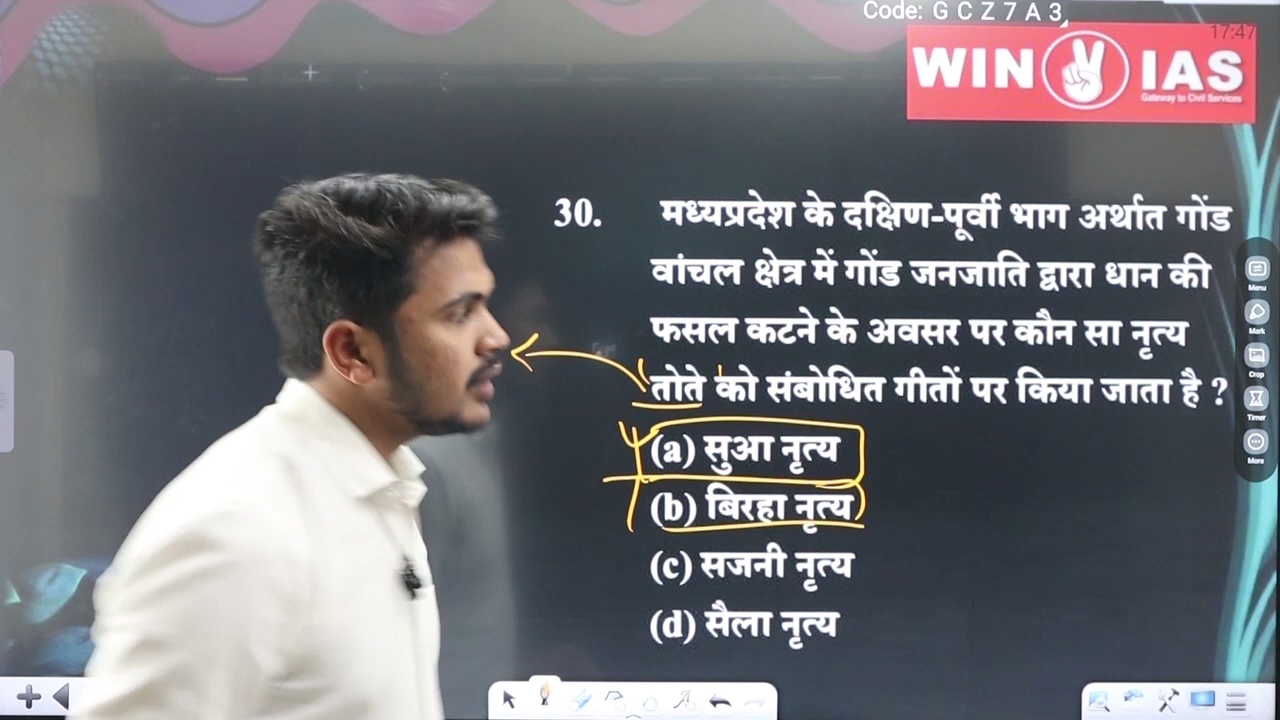 Code: G C Z 7 A 3
17:47
WIN IAS
Gateway to Civil Services
30. मध्यप्रदेश के दक्षिण-पूर्वी भाग अर्थात गोंड
वांचल क्षेत्र में गोंड जनजाति द्वारा धान की
फसल कटने के अवसर पर कौन सा नृत्य
तोते को संबोधित गीतों पर किया जाता है ?
(a) सुआ नृत्य
(b) बिरहा नृत्य
(c) सजनी नृत्य
(d) सैला नृत्य
Menu
Mark
Crop
Timer
More